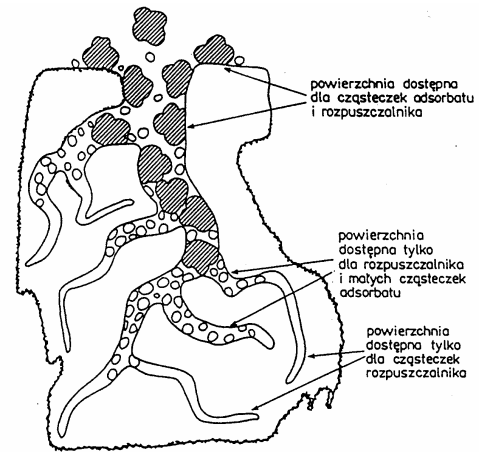 powierzchnia dostępna
dla cząsteczek adsorbatu
i rozpuszczalnika
powierzchnia
dostępna tylko
dla rozpuszczalnika
i małych cząsteczek
adsorbatu
powierzchnia
dostępna tylko
dla cząsteczek
rozpuszczalnika